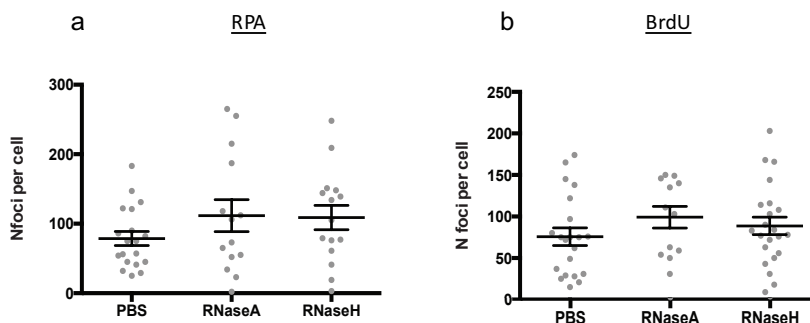 a
RPA
Nfoci per cell
300
200
100
0
PBS
RNaseA
RNaseH
b
BrdU
N foci per cell
250
200
150
100
50
0
PBS
RNaseA
RNaseH